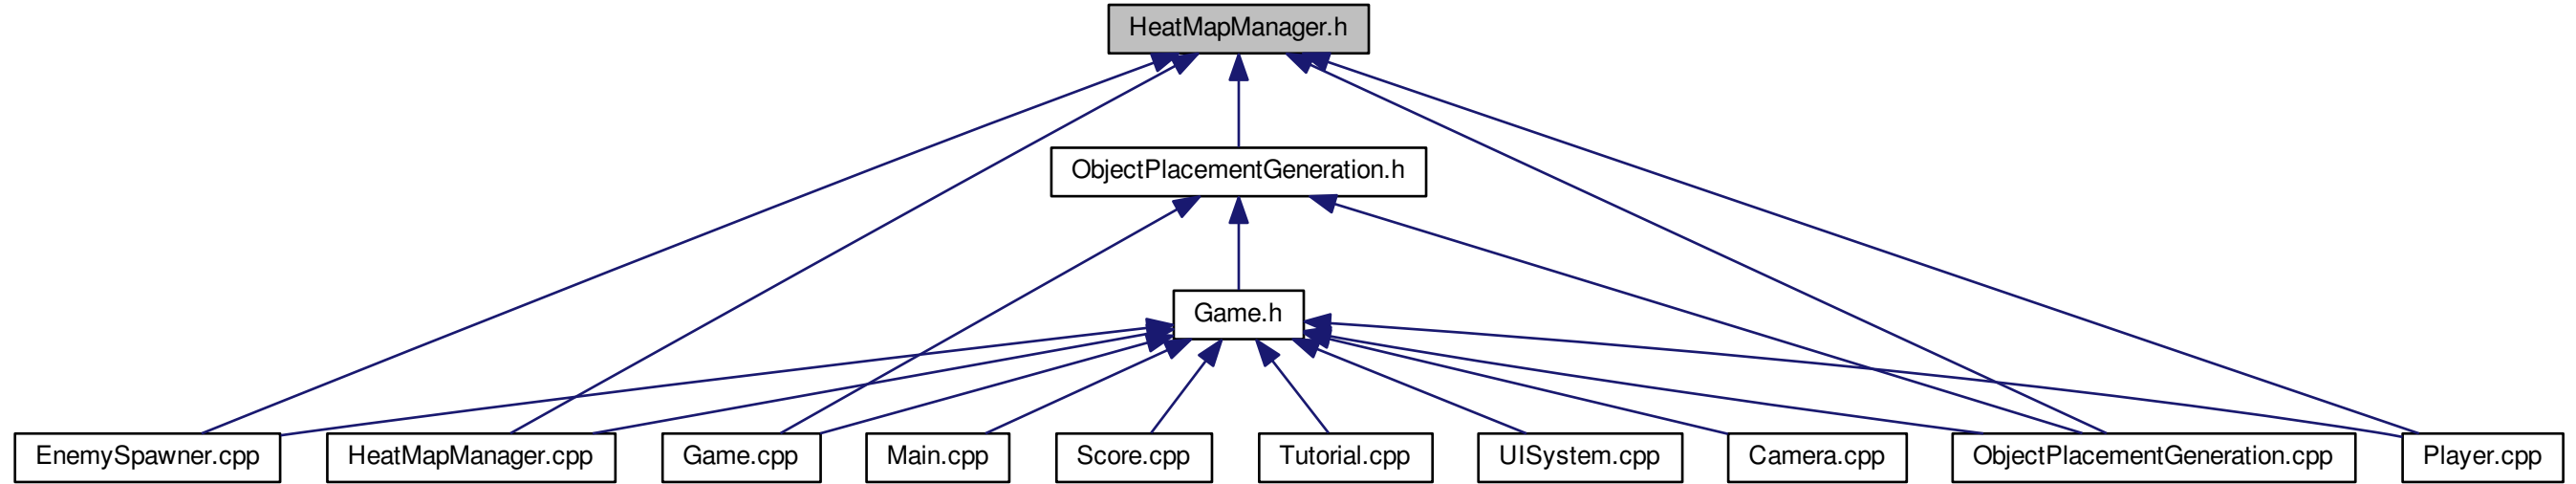 HeatMapManager.h
ObjectPlacementGeneration.h
Game.h
EnemySpawner.cpp
HeatMapManager.cpp
Game.cpp
Main.cpp
Score.cpp
Tutorial.cpp
UISystem.cpp
Camera.cpp
ObjectPlacementGeneration.cpp
Player.cpp